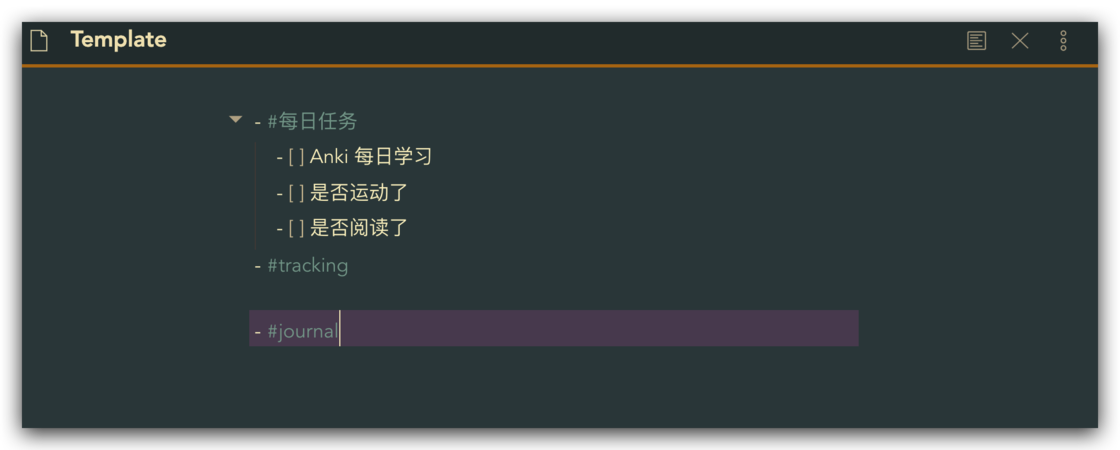 Template
- #每日任务
- [ ] Anki 每日学习
- [ ] 是否运动了
- [ ] 是否阅读了
- #tracking
- #journal